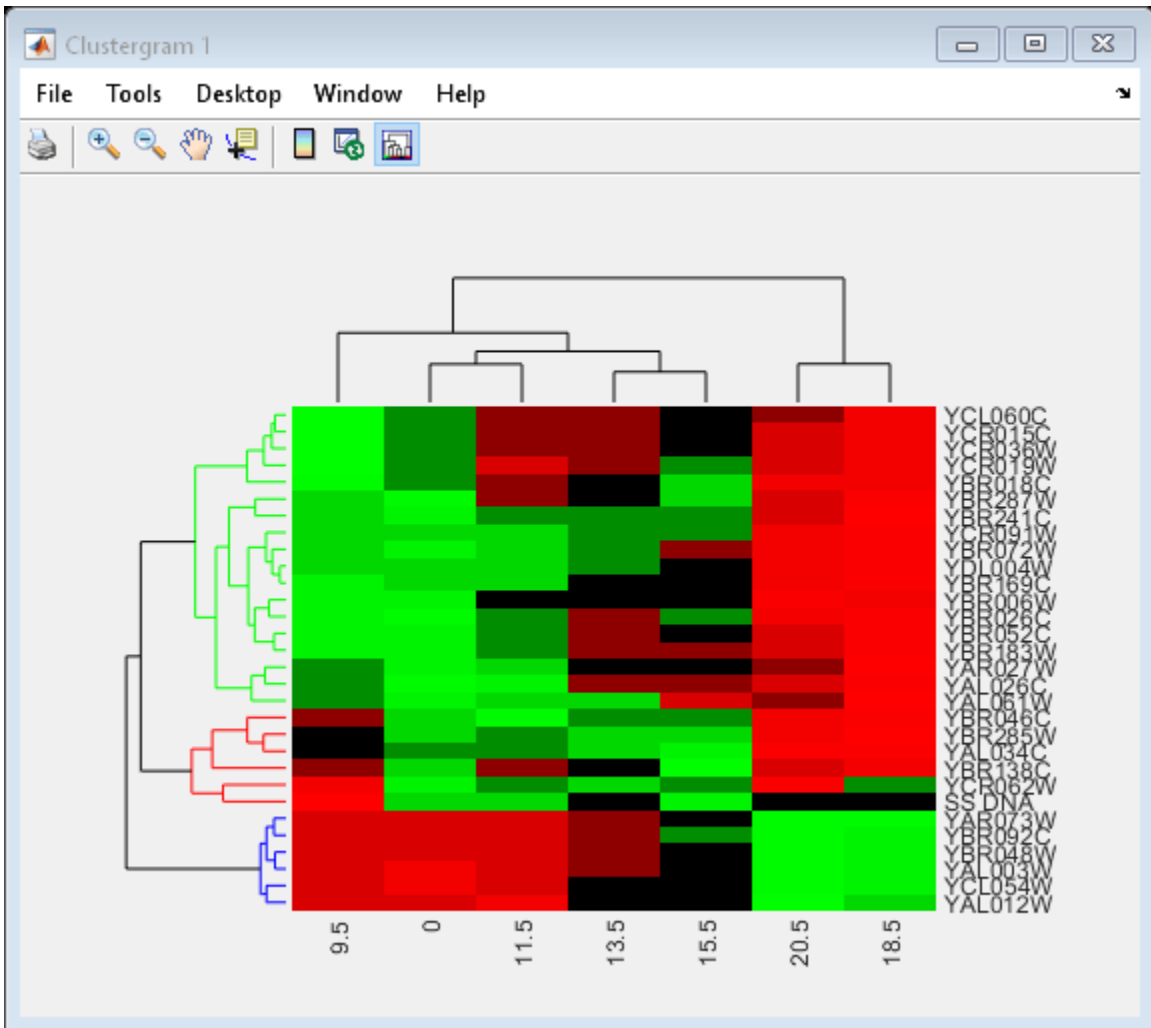 Clustergram 1
File Tools Desktop Window Help
YCL060C
YCR015C
YCR036W
YCR019W
YBR018C
YBR287W
YBR241C
YCR091W
YBR072W
YDL004W
YBR169C
YBR006W
YBR026C
YBR052C
YBR183W
YAR027W
YAL026C
YAL061W
YBR046C
YBR285W
YAL034C
YBR138C
YCR062W
SS DNA
YAR073W
YBR092C
YBR048W
YAL003W
YCL054W
YAL012W
9.5 0 11.5 13.5 15.5 20.5 18.5